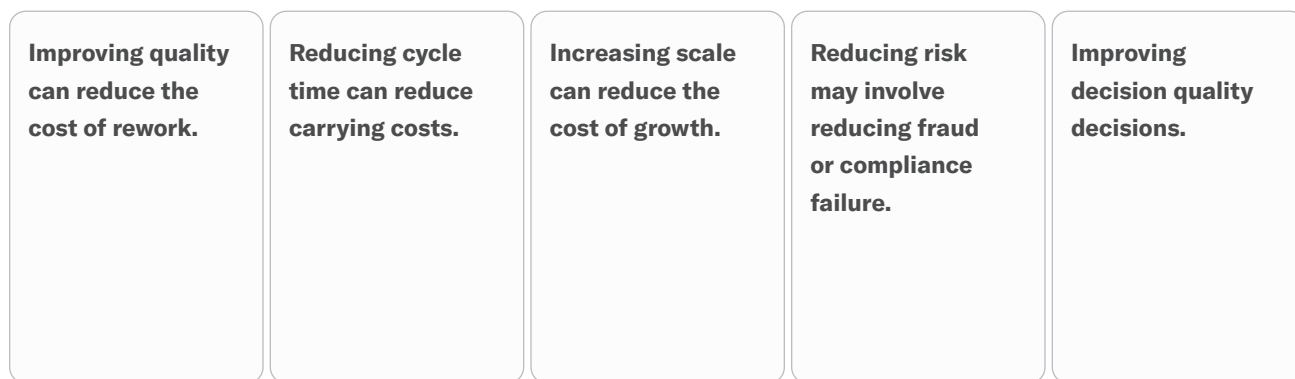 Improving quality
can reduce the
cost of rework.
Reducing cycle
time can reduce
carrying costs.
Increasing scale
can reduce the
cost of growth.
Reducing risk
may involve
reducing fraud
or compliance
failure.
Improving
decision quality
decisions.